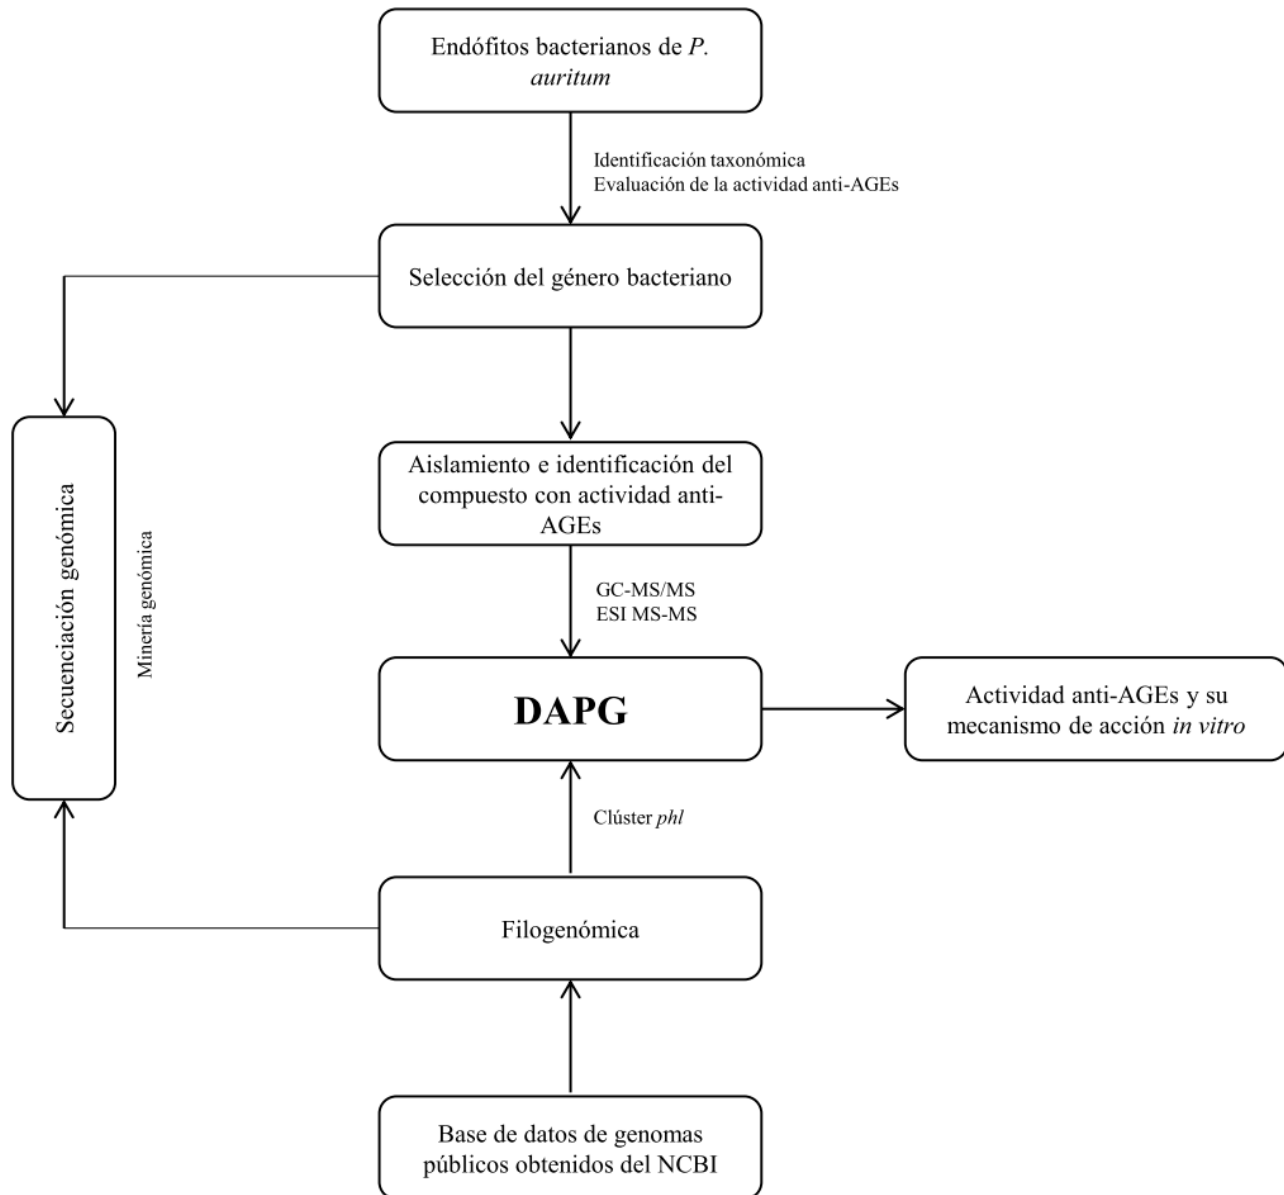 Endófitos bacterianos de P.
auritum
Identificación taxonómica
Evaluación de la actividad anti-AGEs
Selección del género bacteriano
Secuenciación genómica
Minería genómica
Aislamiento e identificación del
compuesto con actividad anti-
AGEs
GC-MS/MS
ESI MS-MS
DAPG
Actividad anti-AGEs y su
mecanismo de acción in vitro
Clúster phl
Filogenómica
Base de datos de genomas
públicos obtenidos del NCBI